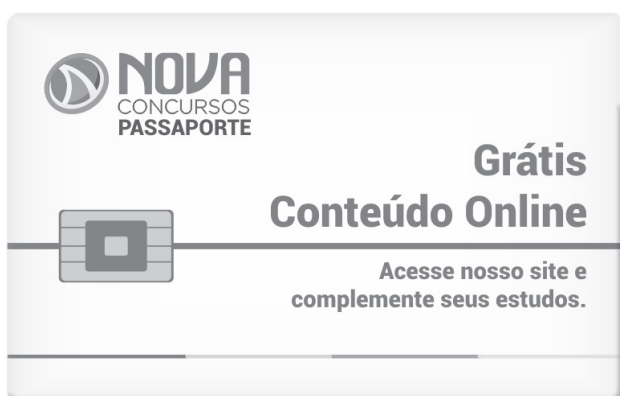 NOVA
CONCURSOS
PASSAPORTE
Grátis
Conteúdo Online
Acesse nosso site e
complemente seus estudos.